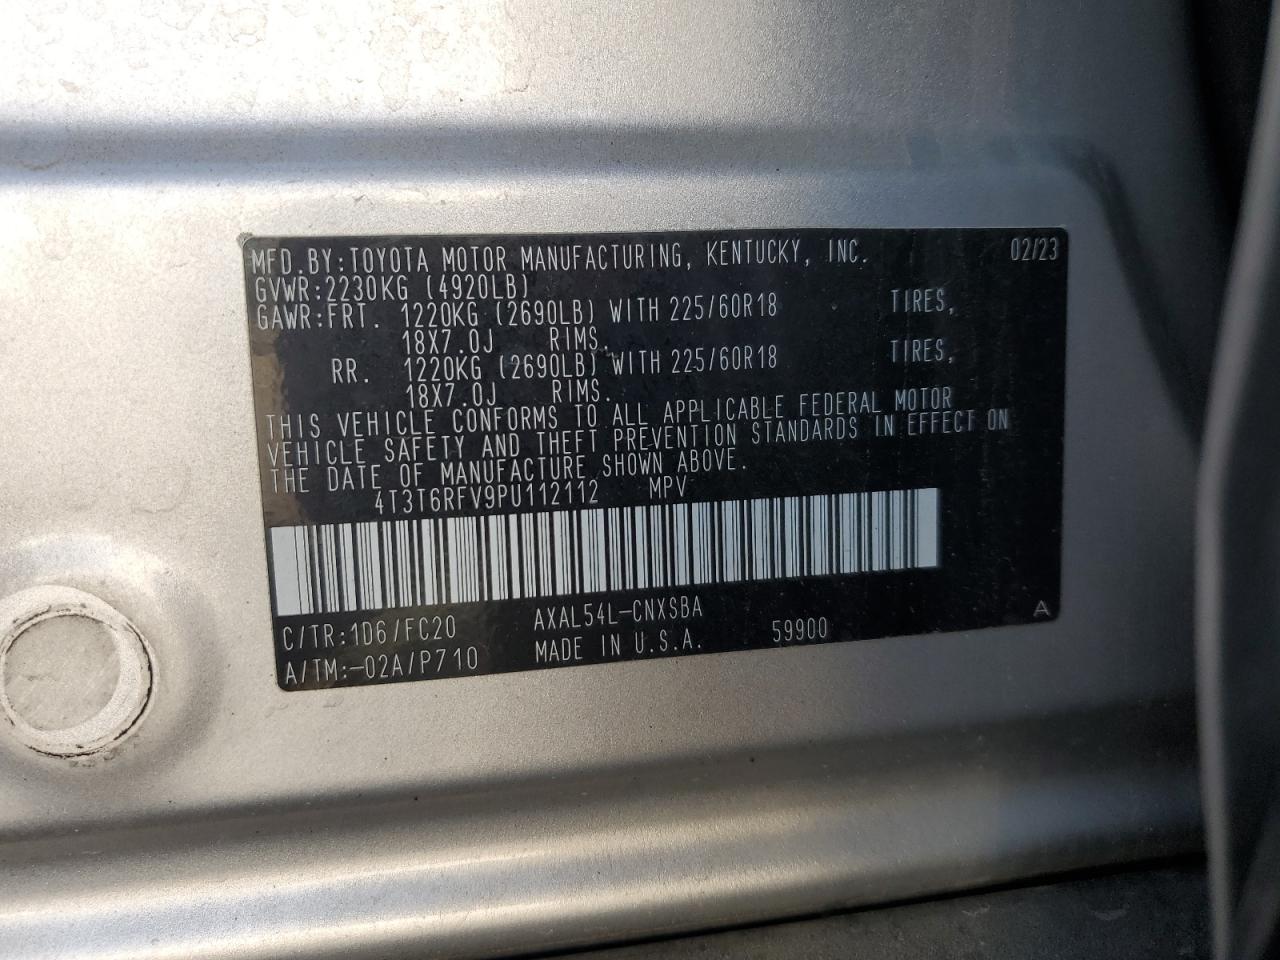 MFD.BY:TOYOTA MOTOR MANUFACTURING, KENTUCKY, INC. 02/23
GVWR:2230KG (4920LB)
GAWR:FRT. 1220KG (2690LB) WITH 225/60R18 TIRES,
18X7.0J RIMS.
RR. 1220KG (2690LB) WITH 225/60R18 TIRES,
18X7.0J RIMS.
THIS VEHICLE CONFORMS TO ALL APPLICABLE FEDERAL MOTOR
VEHICLE SAFETY AND THEFT PREVENTION STANDARDS IN EFFECT ON
THE DATE OF MANUFACTURE SHOWN ABOVE.
4T3T6RFV9PU112112 MPV
C/TR:1D6/FC20 AXAL54L-CNXSBA A
A/TM:-02A/P710 MADE IN U.S.A. 59900